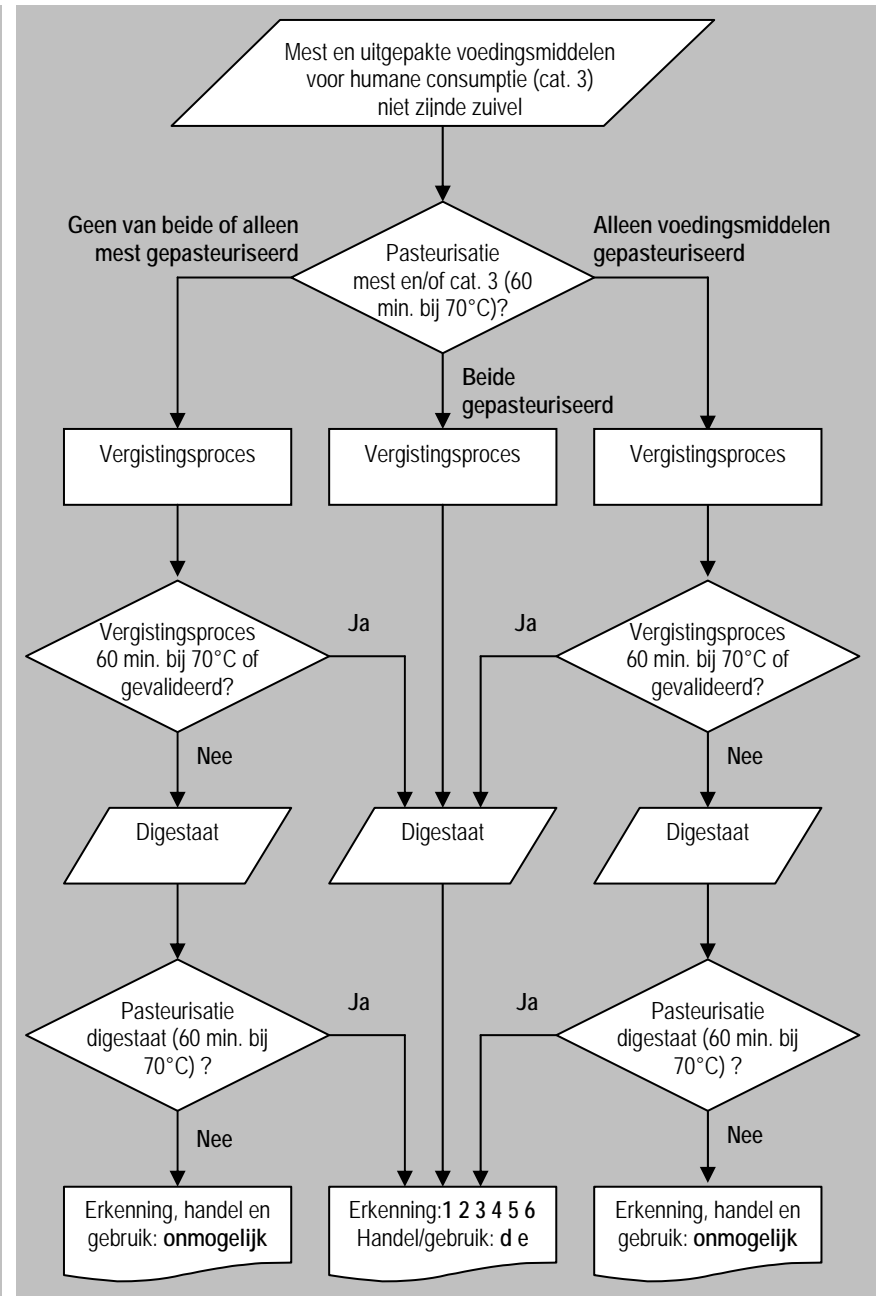 Mest en uitgepakte voedingsmiddelen
voor humane consumptie (cat. 3)
niet zijnde zuivel
Geen van beide of alleen
mest gepasteuriseerd
Alleen voedingsmiddelen
gepasteuriseerd
Pasteurisatie
mest en/of cat. 3 (60
min. bij 70°C)?
Beide
gepasteuriseerd
Vergistingsproces
Vergistingsproces
Vergistingsproces
Vergistingsproces
60 min. bij 70°C of
gevalideerd?
Ja
Ja
Vergistingsproces
60 min. bij 70°C of
gevalideerd?
Nee
Nee
Digestaat
Digestaat
Digestaat
Pasteurisatie
digestaat (60 min. bij
70°C) ?
Ja
Ja
Pasteurisatie
digestaat (60 min. bij
70°C) ?
Nee
Nee
Erkenning, handel en
gebruik: onmogelijk
Erkenning:1 2 3 4 5 6
Handel/gebruik: d e
Erkenning, handel en
gebruik: onmogelijk